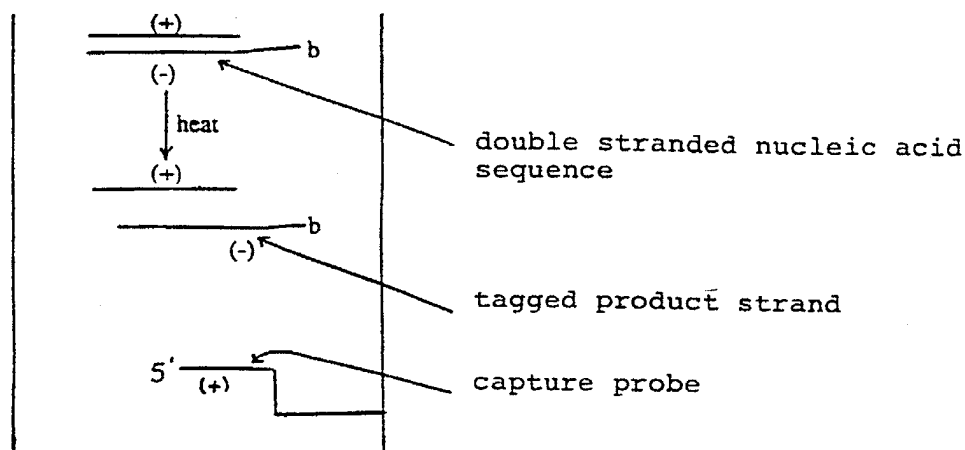 (+)
b
(-)
heat
double stranded nucleic acid
sequence
(+)
b
(-)
tagged product strand
5'
(+)
capture probe